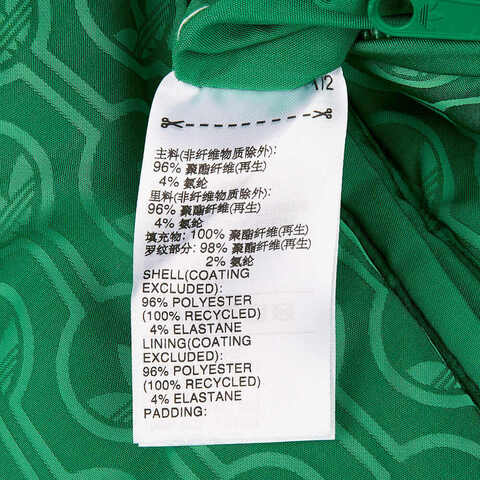 A/2
主料(非纤维物质除外):
96% 聚酯纤维(再生)
4% 氨纶
里料(非纤维物质除外):
96% 聚酯纤维(再生)
4% 氨纶
填充物: 100% 聚酯纤维(再生)
罗纹部分: 98% 聚酯纤维(再生)
2% 氨纶
SHELL(COATING
EXCLUDED):
96% POLYESTER
(100% RECYCLED)
4% ELASTANE
LINING(COATING
EXCLUDED):
96% POLYESTER
(100% RECYCLED)
4% ELASTANE
PADDING: